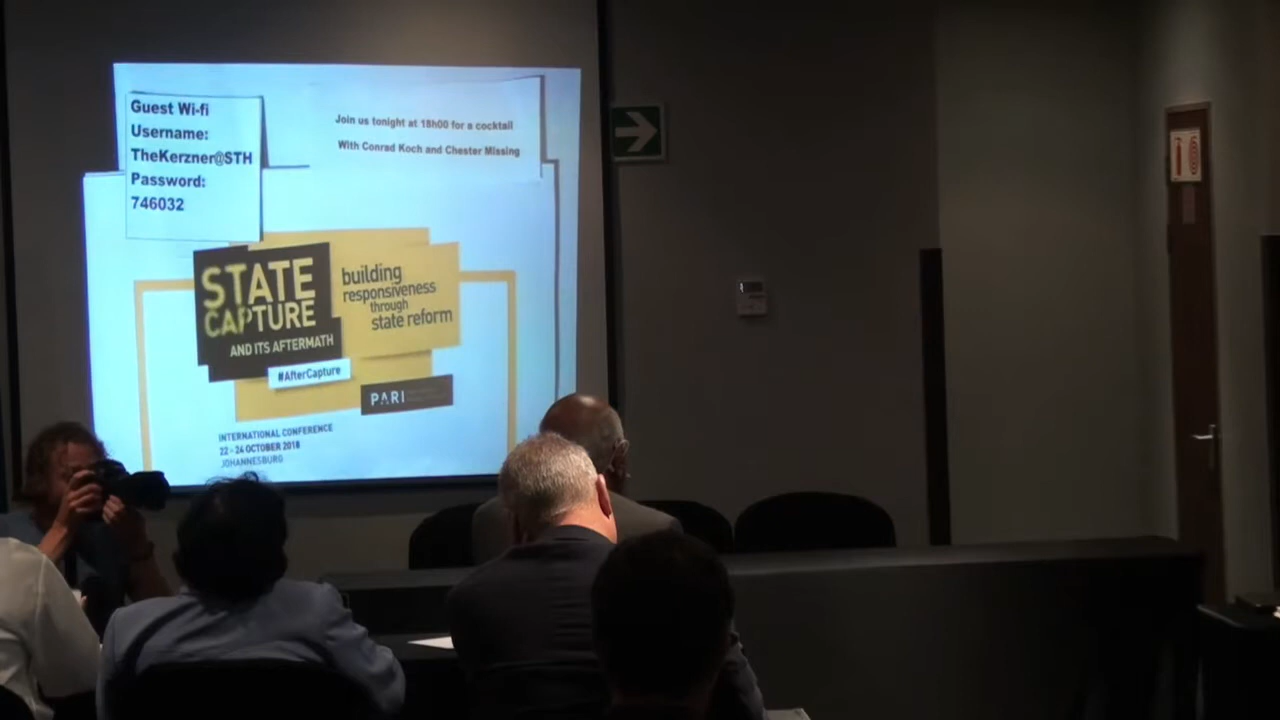 Guest Wi-fi
Username:
TheKerzner@STH
Password:
746032
Join us tonight at 18h00 for a cocktail
With Conrad Koch and Chester Missing
STATE
CAPTURE
AND ITS AFTERMATH
building
responsiveness
through
state reform
#AfterCapture
PARI
INTERNATIONAL CONFERENCE
22 - 24 OCTOBER 2018
JOHANNESBURG